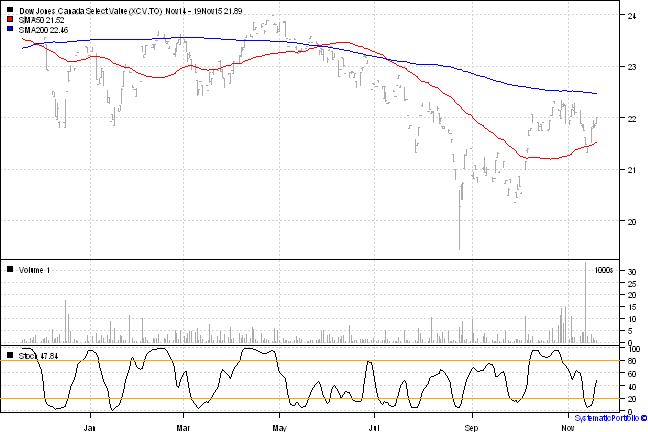 Dow Jones Canada Select Value (XCV.TO) Nov14 - 19Nov15 21.89
SMA50 21.52
SMA200 22.46
24
23
22
21
20
Volume 1
1000s
30
25
20
15
10
5
0
Stoch 47.84
100
80
60
40
20
0
Jan Mar May Jul Sep Nov
SystematicPortfolio ©